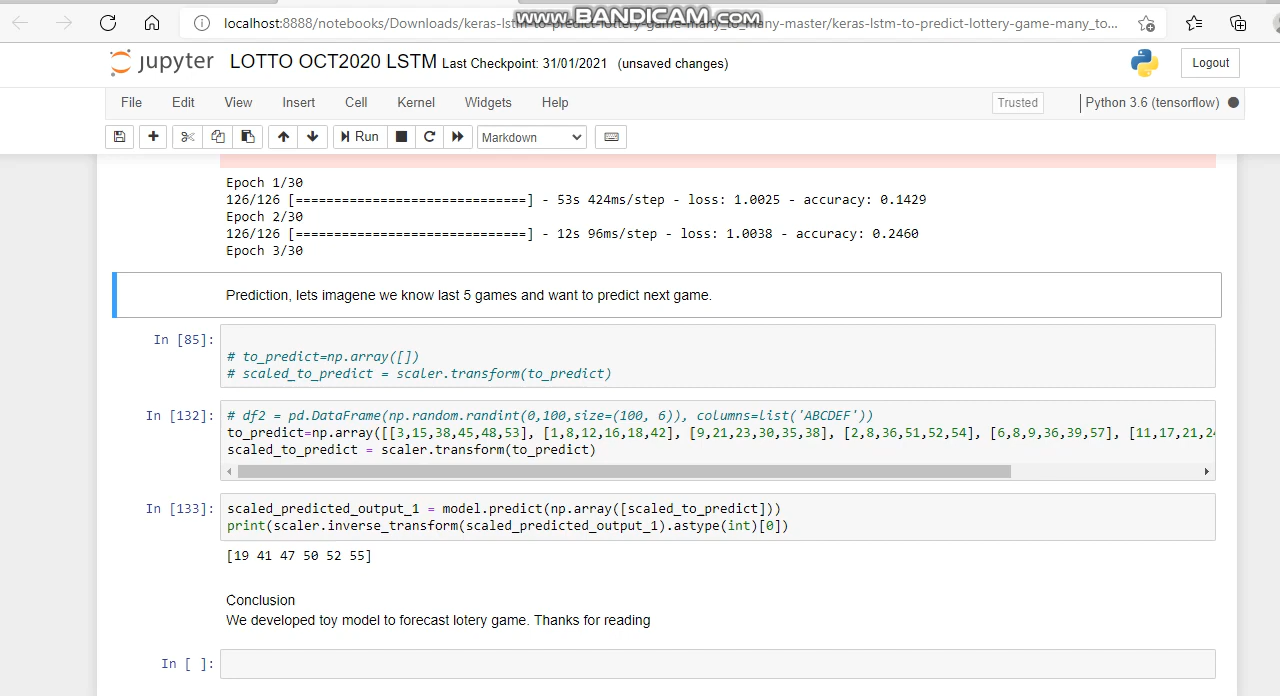 www.BANDICAM.com
localhost:8888/notebooks/Downloads/keras-lstm-to-predict-lottery-game-many_to_many-master/keras-lstm-to-predict-lottery-game-many_to...
jupyter LOTTO OCT2020 LSTM Last Checkpoint: 31/01/2021 (unsaved changes)
Logout
File Edit View Insert Cell Kernel Widgets Help
Trusted
Python 3.6 (tensorflow)
Run
Markdown
Epoch 1/30
126/126 [==============================] - 53s 424ms/step - loss: 1.0025 - accuracy: 0.1429
Epoch 2/30
126/126 [==============================] - 12s 96ms/step - loss: 1.0038 - accuracy: 0.2460
Epoch 3/30
Prediction, lets imagene we know last 5 games and want to predict next game.
In [85]:
# to_predict=np.array([])
# scaled_to_predict = scaler.transform(to_predict)
In [132]:
# df2 = pd.DataFrame(np.random.randint(0,100,size=(100, 6)), columns=list('ABCDEF'))
to_predict=np.array([[3,15,38,45,48,53], [1,8,12,16,18,42], [9,21,23,30,35,38], [2,8,36,51,52,54], [6,8,9,36,39,57], [11,17,21,24
scaled_to_predict = scaler.transform(to_predict)
In [133]:
scaled_predicted_output_1 = model.predict(np.array([scaled_to_predict]))
print(scaler.inverse_transform(scaled_predicted_output_1).astype(int)[0])
[19 41 47 50 52 55]
Conclusion
We developed toy model to forecast lotery game. Thanks for reading
In [ ]: